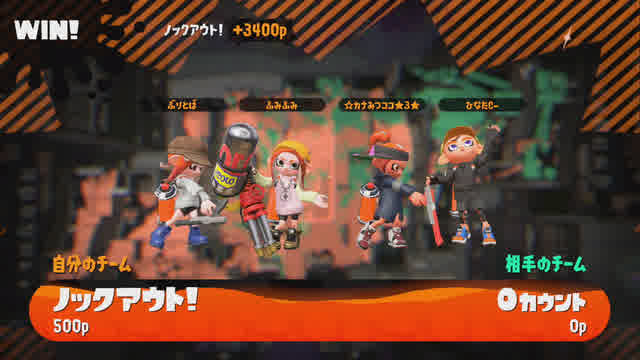 WIN!
ノックアウト! +3400p
ぷりとぱ
ふみふみ
☆カナみつココ★3★
ひなたC-
自分のチーム
相手のチーム
ノックアウト!
0カウント
500p
0p